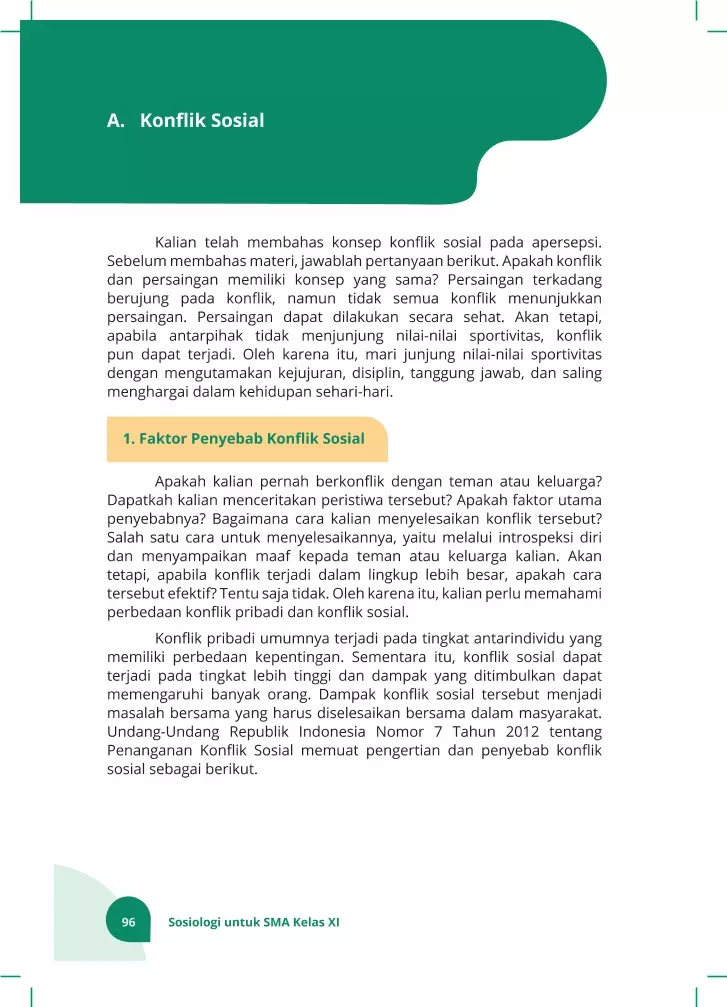 A. Konflik Sosial
Kalian telah membahas konsep konflik sosial pada apersepsi.
Sebelum membahas materi, jawablah pertanyaan berikut. Apakah konflik
dan persaingan memiliki konsep yang sama? Persaingan terkadang
berujung pada konflik, namun tidak semua konflik menunjukkan
persaingan. Persaingan dapat dilakukan secara sehat. Akan tetapi,
apabila antarpihak tidak menjunjung nilai-nilai sportivitas, konflik
pun dapat terjadi. Oleh karena itu, mari junjung nilai-nilai sportivitas
dengan mengutamakan kejujuran, disiplin, tanggung jawab, dan saling
menghargai dalam kehidupan sehari-hari.
1. Faktor Penyebab Konflik Sosial
Apakah kalian pernah berkonflik dengan teman atau keluarga?
Dapatkah kalian menceritakan peristiwa tersebut? Apakah faktor utama
penyebabnya? Bagaimana cara kalian menyelesaikan konflik tersebut?
Salah satu cara untuk menyelesaikannya, yaitu melalui introspeksi diri
dan menyampaikan maaf kepada teman atau keluarga kalian. Akan
tetapi, apabila konflik terjadi dalam lingkup lebih besar, apakah cara
tersebut efektif? Tentu saja tidak. Oleh karena itu, kalian perlu memahami
perbedaan konflik pribadi dan konflik sosial.
Konflik pribadi umumnya terjadi pada tingkat antarindividu yang
memiliki perbedaan kepentingan. Sementara itu, konflik sosial dapat
terjadi pada tingkat lebih tinggi dan dampak yang ditimbulkan dapat
memengaruhi banyak orang. Dampak konflik sosial tersebut menjadi
masalah bersama yang harus diselesaikan bersama dalam masyarakat.
Undang-Undang Republik Indonesia Nomor 7 Tahun 2012 tentang
Penanganan Konflik Sosial memuat pengertian dan penyebab konflik
sosial sebagai berikut.
96 Sosiologi untuk SMA Kelas XI